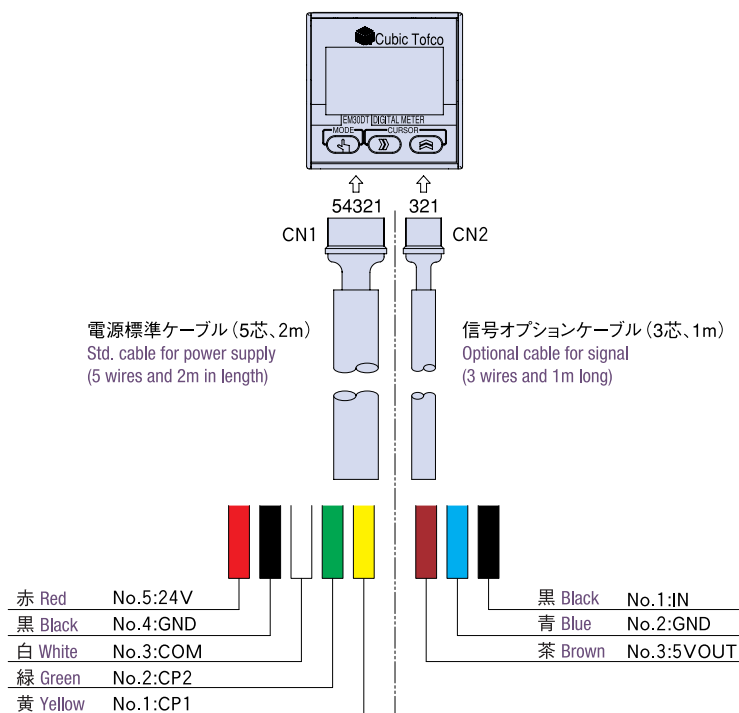 Cubic Tofco
EM30DT DIGITAL METER
MODE CURSOR
54321 321
CN1 CN2
電源標準ケーブル（5芯、2m）
Std. cable for power supply
(5 wires and 2m in length)
信号オプションケーブル（3芯、1m）
Optional cable for signal
(3 wires and 1m long)
赤 Red No.5:24V
黒 Black No.4:GND
白 White No.3:COM
緑 Green No.2:CP2
黄 Yellow No.1:CP1
黒 Black No.1:IN
青 Blue No.2:GND
茶 Brown No.3:5VOUT